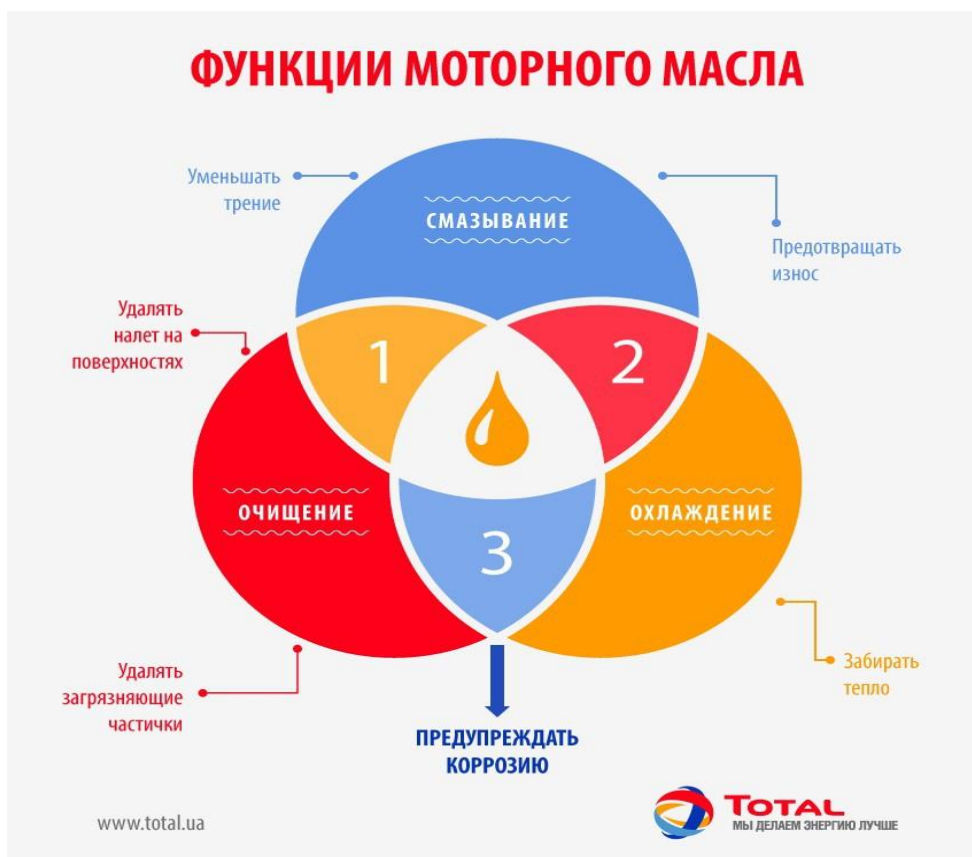 ФУНКЦИИ МОТОРНОГО МАСЛА
Уменьшать
трение
СМАЗЫВАНИЕ
Предотвращать
износ
Удалять
налет на
поверхностях
1
2
ОЧИЩЕНИЕ
ОХЛАЖДЕНИЕ
3
Удалять
загрязняющие
частички
Забирать
тепло
ПРЕДУПРЕЖДАТЬ
КОРРОЗИЮ
www.total.ua
TOTAL
МЫ ДЕЛАЕМ ЭНЕРГИЮ ЛУЧШЕ